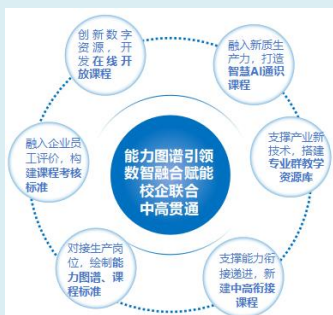 创新数字
资源，开
发在线开
放课程
融入新质生
产力，打造
智慧AI通识
课程
融入企业员
工评价，构
建课程考核
标准
能力图谱引领
数智融合赋能
校企联合
中高贯通
支撑产业新
技术，搭建
专业群教学
资源库
对接生产岗
位，绘制能
力图谱、课
程标准
支撑能力衔
接递进，新
建中高衔接
课程